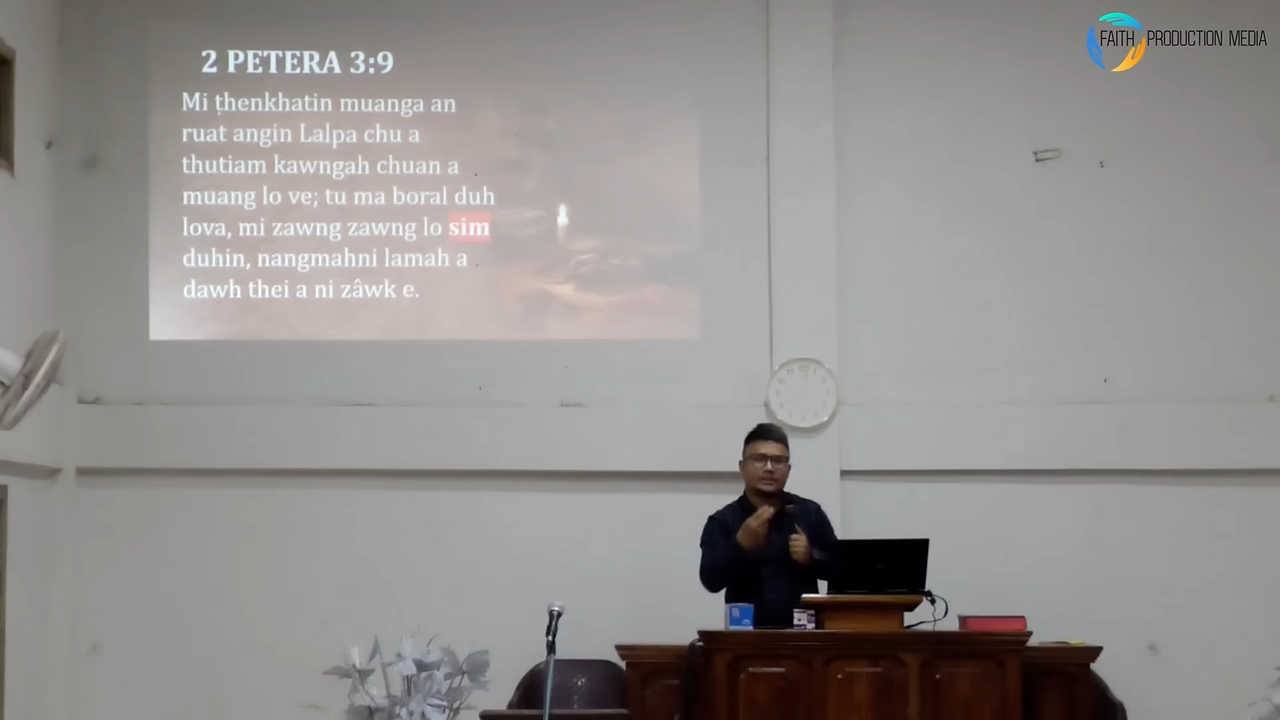 2 PETERA 3:9
Mi ṭhenkhatin muanga an
ruat angin Lalpa chu a
thutiam kawngah chuan a
muang lo ve; tu ma boral duh
lova, mi zawng zawng lo sim
duhin, nangmahni lamah a
dawh thei a ni zâwk e.
FAITH PRODUCTION MEDIA